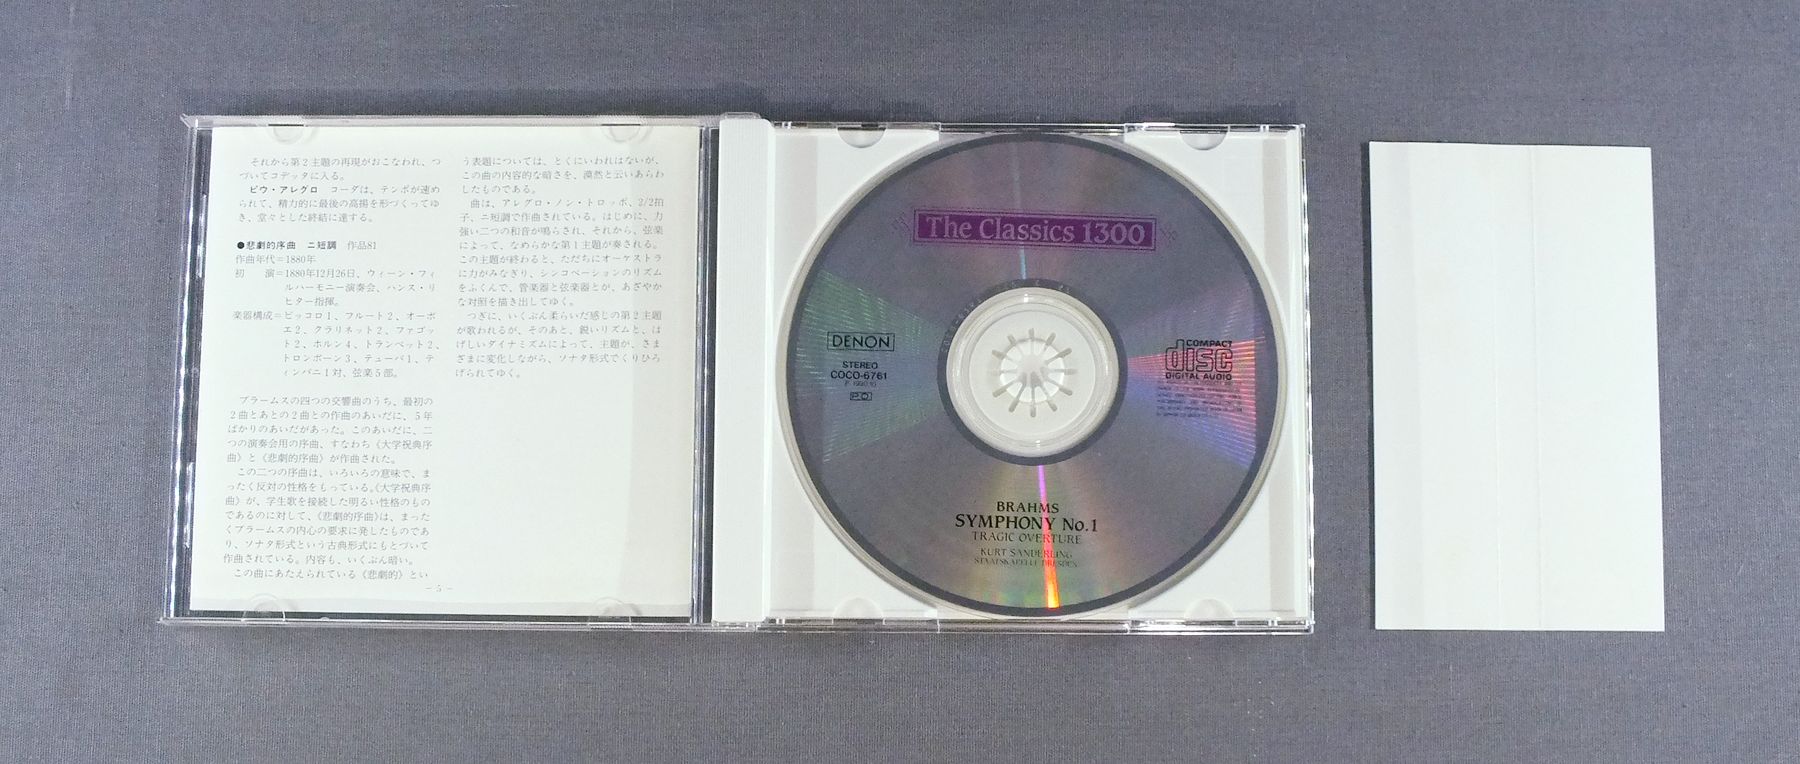 それから第2主題の再現がおこなわれ、つ
づいてコデッタに入る。
ピウ・アレグロ　コーダは、テンポが速め
られて、精力的に最後の高揚を形づくってゆ
き、堂々とした終結に達する。
●悲劇的序曲　ニ短調　作品81
作曲年代＝1880年
初　　演＝1880年12月26日、ウィーン・フィ
ルハーモニー演奏会、ハンス・リ
ヒター指揮。
楽器構成＝ピッコロ1、フルート2、オーボ
エ2、クラリネット2、ファゴッ
ト2、ホルン4、トランペット2、
トロンボーン3、テューバ1、テ
ィンパニ1対、弦楽5部。
ブラームスの四つの交響曲のうち、最初の
2曲とあとの2曲との作曲のあいだに、5年
ばかりのあいだがあった。このあいだに、二
つの演奏会用の序曲、すなわち《大学祝典序
曲》と《悲劇的序曲》が作曲された。
この二つの序曲は、いろいろの意味で、ま
ったく反対の性格をもっている。《大学祝典序
曲》が、学生歌を接続した明るい性格のもの
であるのに対して、《悲劇的序曲》は、まった
くブラームスの内心の要求に発したものであ
り、ソナタ形式という古典形式にもとづいて
作曲されている。内容も、いくぶん暗い。
この曲にあたえられている《悲劇的》とい
う表題については、とくにいわれはないが、
この曲の内容的な暗さを、漠然と云いあらわ
したものである。
曲は、アレグロ・ノン・トロッポ、2/2拍
子、ニ短調で作曲されている。はじめに、力
強い二つの和音が鳴らされ、それから、弦楽
によって、なめらかな第1主題が奏される。
この主題が終わると、ただちにオーケストラ
に力がみなぎり、シンコペーションのリズム
をふくんで、管楽器と弦楽器とが、あざやか
な対照を描き出してゆく。
つぎに、いくぶん柔らいだ感じの第2主題
が歌われるが、そのあと、鋭いリズムと、は
げしいダイナミズムによって、主題が、さま
ざまに変化しながら、ソナタ形式でくりひろ
げられてゆく。
－5－
The Classics 1300
DENON
STEREO
COCO-6761
P.O.
COMPACT
disc
DIGITAL AUDIO
BRAHMS
SYMPHONY No.1
TRAGIC OVERTURE
KURT SANDERLING
STAATSKAPELLE DRESDEN